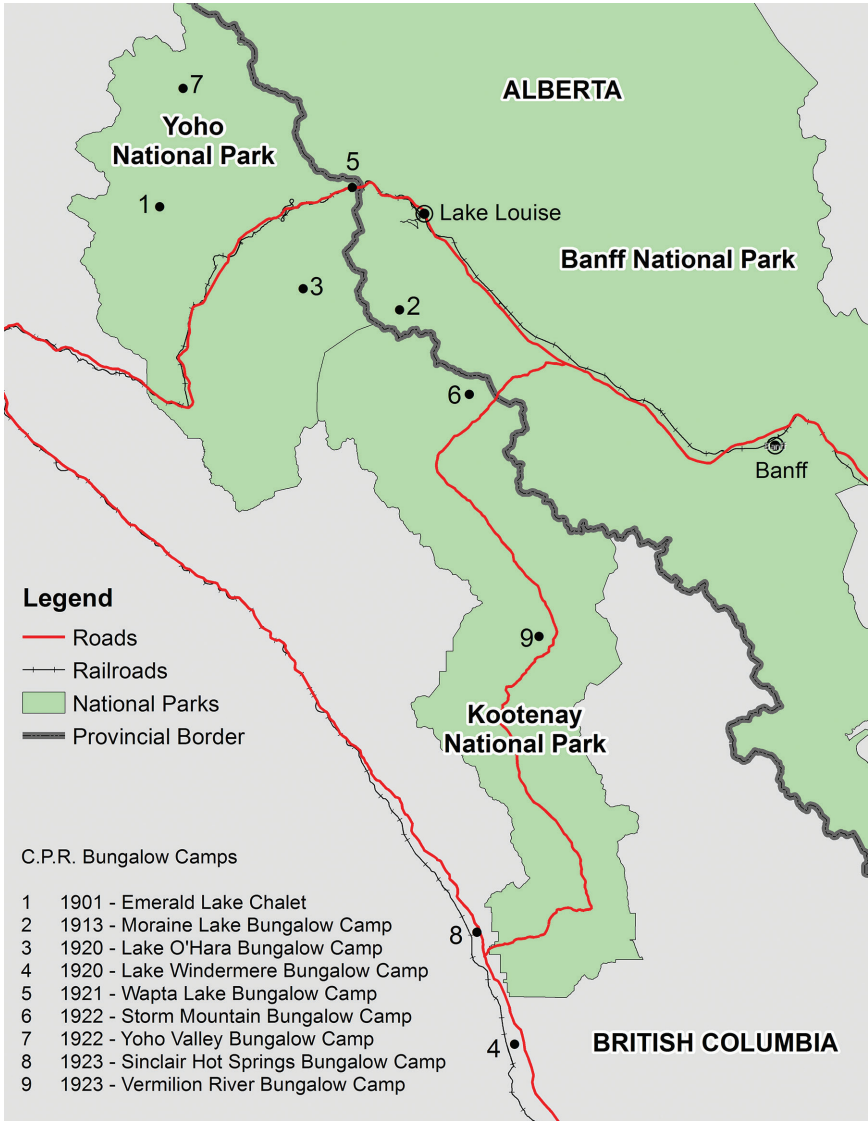 7
ALBERTA
Yoho
National Park
5
1
Lake Louise
Banff National Park
3
2
6
Banff
Legend
Roads
Railroads
National Parks
Provincial Border
9
Kootenay
National Park
C.P.R. Bungalow Camps
1 1901 - Emerald Lake Chalet
2 1913 - Moraine Lake Bungalow Camp
3 1920 - Lake O'Hara Bungalow Camp
4 1920 - Lake Windermere Bungalow Camp
5 1921 - Wapta Lake Bungalow Camp
6 1922 - Storm Mountain Bungalow Camp
7 1922 - Yoho Valley Bungalow Camp
8 1923 - Sinclair Hot Springs Bungalow Camp
9 1923 - Vermilion River Bungalow Camp
8
4
BRITISH COLUMBIA